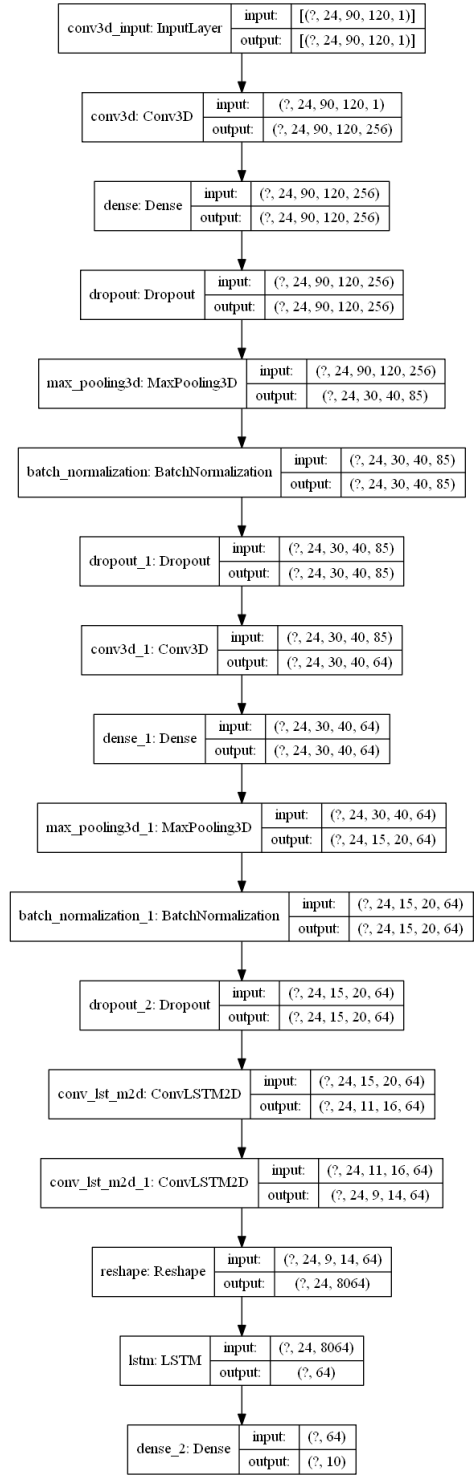 conv3d_input: InputLayer
input: [(?, 24, 90, 120, 1)]
output: [(?, 24, 90, 120, 1)]
conv3d: Conv3D
input: (?, 24, 90, 120, 1)
output: (?, 24, 90, 120, 256)
dense: Dense
input: (?, 24, 90, 120, 256)
output: (?, 24, 90, 120, 256)
dropout: Dropout
input: (?, 24, 90, 120, 256)
output: (?, 24, 90, 120, 256)
max_pooling3d: MaxPooling3D
input: (?, 24, 90, 120, 256)
output: (?, 24, 30, 40, 85)
batch_normalization: BatchNormalization
input: (?, 24, 30, 40, 85)
output: (?, 24, 30, 40, 85)
dropout_1: Dropout
input: (?, 24, 30, 40, 85)
output: (?, 24, 30, 40, 85)
conv3d_1: Conv3D
input: (?, 24, 30, 40, 85)
output: (?, 24, 30, 40, 64)
dense_1: Dense
input: (?, 24, 30, 40, 64)
output: (?, 24, 30, 40, 64)
max_pooling3d_1: MaxPooling3D
input: (?, 24, 30, 40, 64)
output: (?, 24, 15, 20, 64)
batch_normalization_1: BatchNormalization
input: (?, 24, 15, 20, 64)
output: (?, 24, 15, 20, 64)
dropout_2: Dropout
input: (?, 24, 15, 20, 64)
output: (?, 24, 15, 20, 64)
conv_lst_m2d: ConvLSTM2D
input: (?, 24, 15, 20, 64)
output: (?, 24, 11, 16, 64)
conv_lst_m2d_1: ConvLSTM2D
input: (?, 24, 11, 16, 64)
output: (?, 24, 9, 14, 64)
reshape: Reshape
input: (?, 24, 9, 14, 64)
output: (?, 24, 8064)
lstm: LSTM
input: (?, 24, 8064)
output: (?, 64)
dense_2: Dense
input: (?, 64)
output: (?, 10)